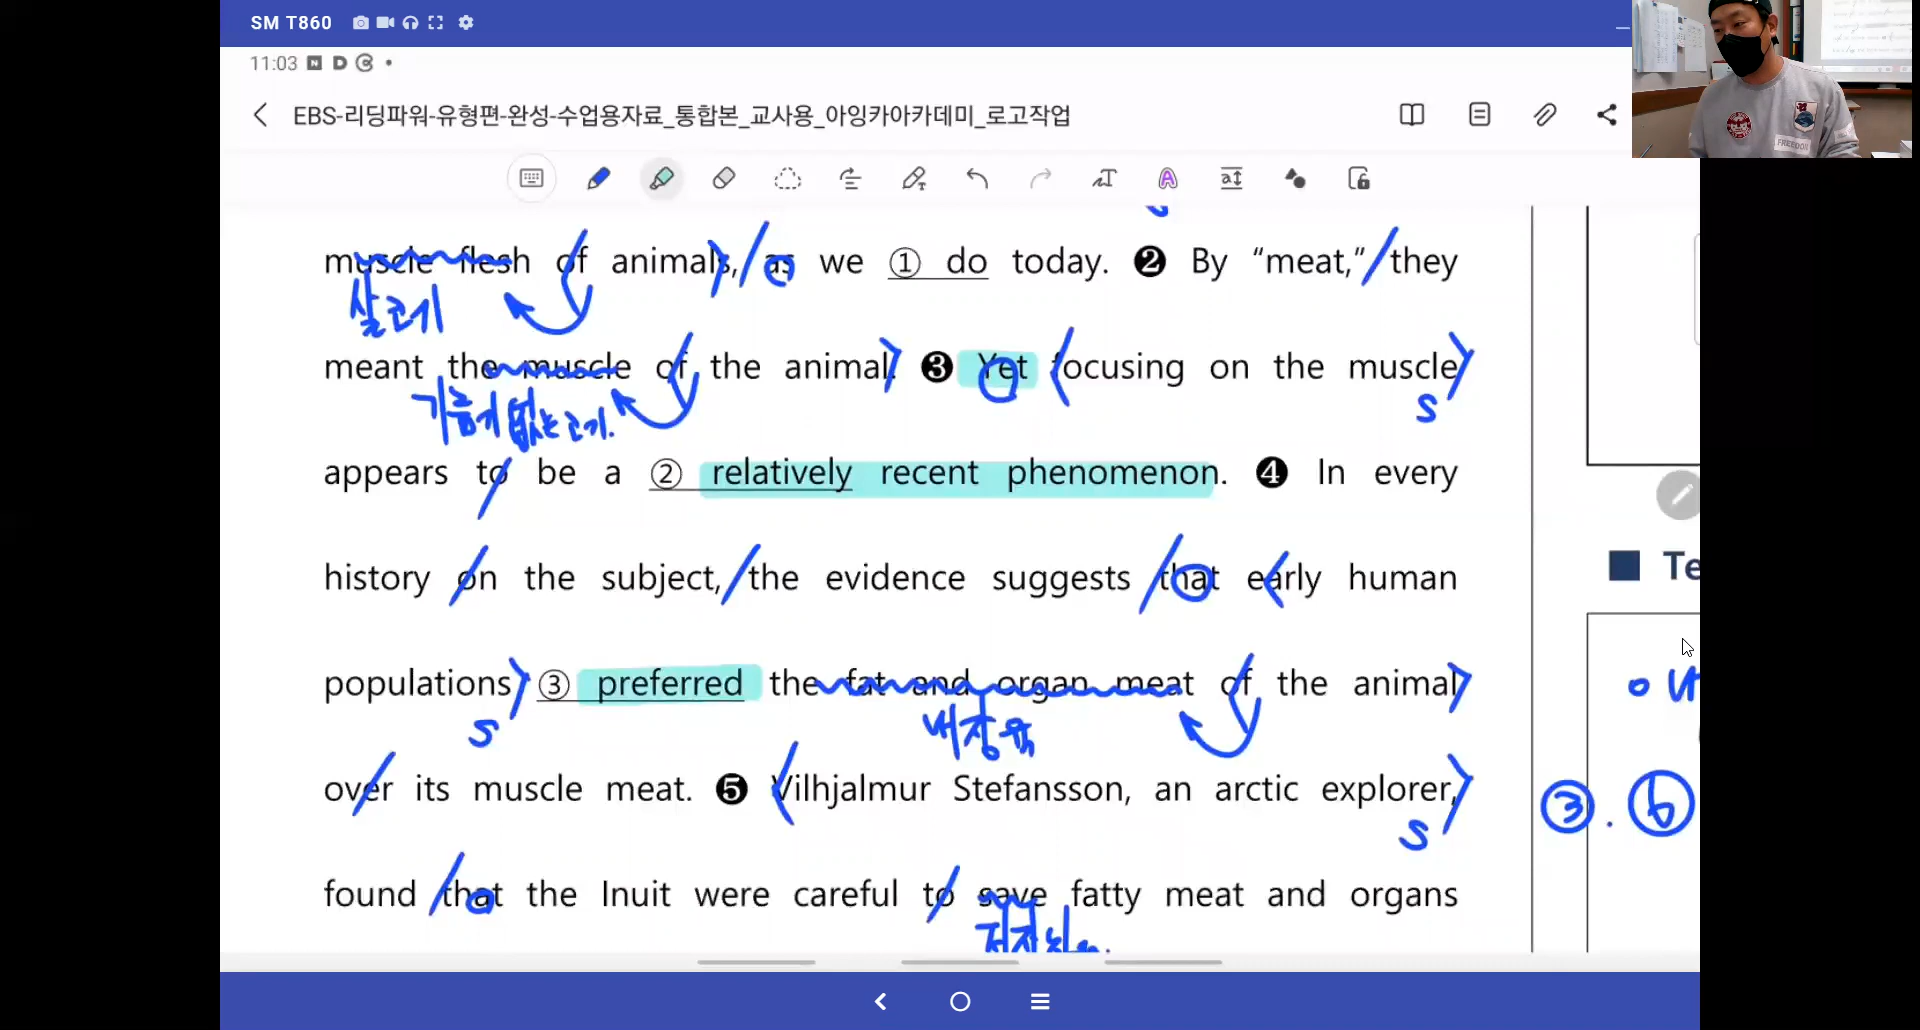 SM T860
11:03
EBS-리딩파워-유형편-완성-수업용자료_통합본_교사용_아잉카아카데미_로고작업
muscle flesh of animals, as we ① do today. ❷ By “meat,” they
살코기
meant the muscle of the animal. ❸ Yet focusing on the muscle
기름기 없는 고기.
S
appears to be a ② relatively recent phenomenon. ❹ In every
history on the subject, the evidence suggests that early human
populations ③ preferred the fat and organ meat of the animal
S
내장육
over its muscle meat. ❺ Vilhjalmur Stefansson, an arctic explorer,
S
found that the Inuit were careful to save fatty meat and organs
■ Te
③. ⑥
FREEDOM